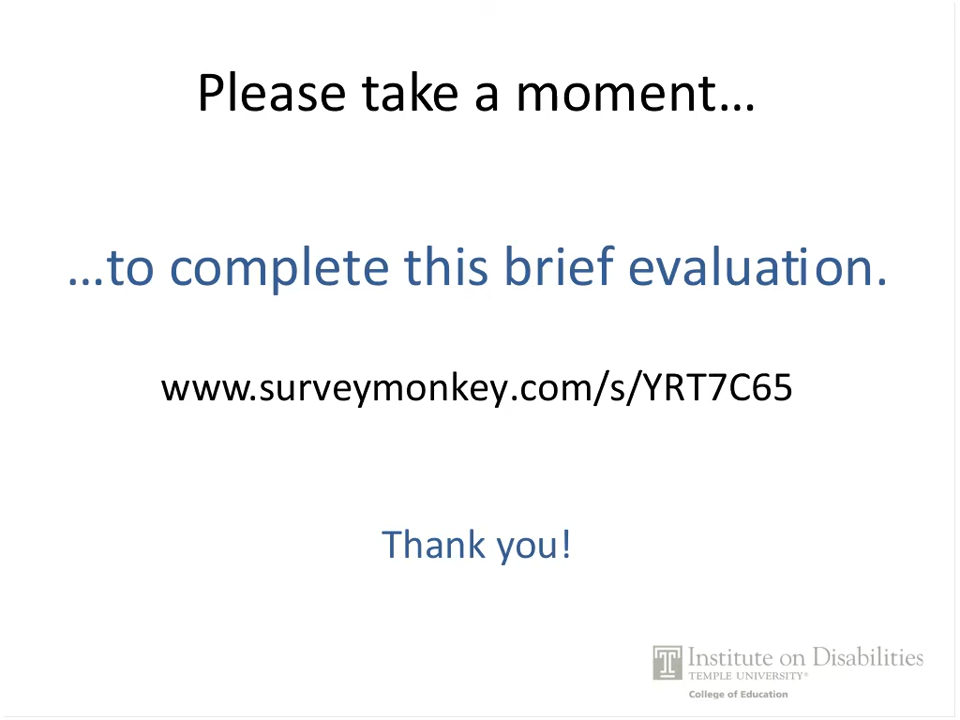 Please take a moment…
…to complete this brief evaluation.
www.surveymonkey.com/s/YRT7C65
Thank you!
Institute on Disabilities
TEMPLE UNIVERSITY®
College of Education